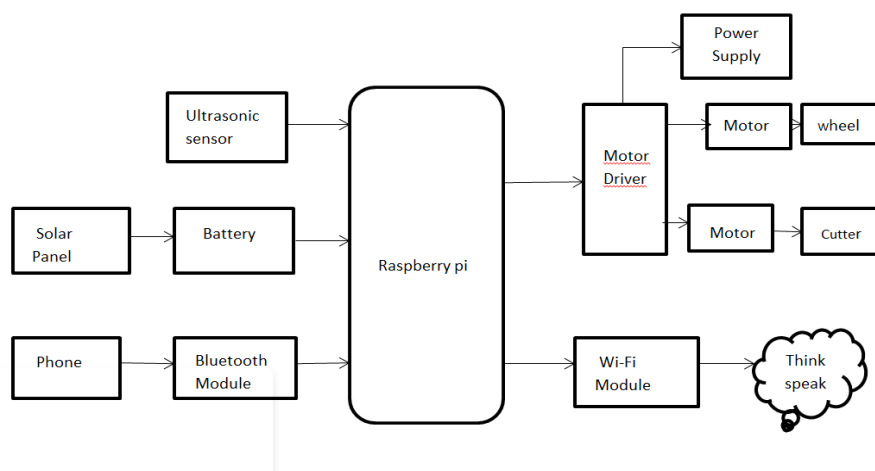 Power
Supply
Ultrasonic
sensor
Motor
wheel
Motor
Driver
Solar
Panel
Battery
Motor
Cutter
Raspberry pi
Phone
Bluetooth
Module
Wi-Fi
Module
Think
speak